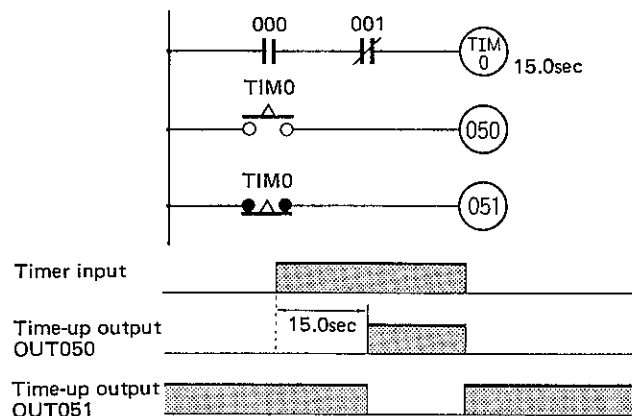 000 001
TIM
0
15.0sec
TIM0
050
TIM0
051
Timer input
15.0sec
Time-up output
OUT050
Time-up output
OUT051